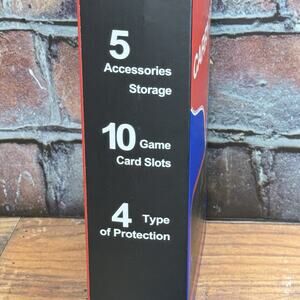 5
Accessories
Storage
10 Game
Card Slots
4 Type
of Protection